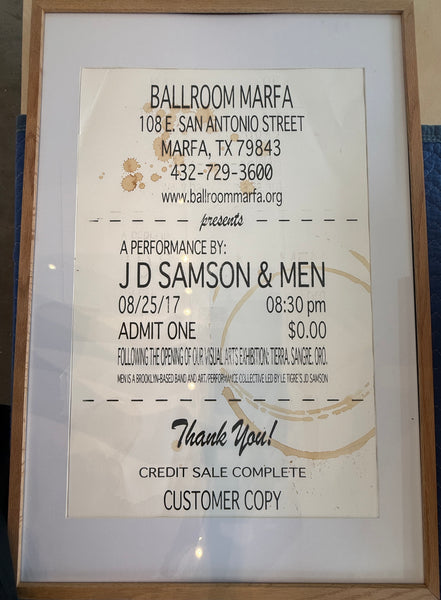 BALLROOM MARFA
108 E. SAN ANTONIO STREET
MARFA, TX 79843
432-729-3600
www.ballroommarfa.org
presents
A PERFORMANCE BY:
J D SAMSON & MEN
08/25/17 08:30 pm
ADMIT ONE $0.00
FOLLOWING THE OPENING OF OUR VISUAL ARTS EXHIBITION: TIERRA. SANGRE. ORO.
MEN IS A BROOKLYN-BASED BAND AND ART/PERFORMANCE COLLECTIVE LED BY LE TIGRE'S JD SAMSON
Thank You!
CREDIT SALE COMPLETE
CUSTOMER COPY